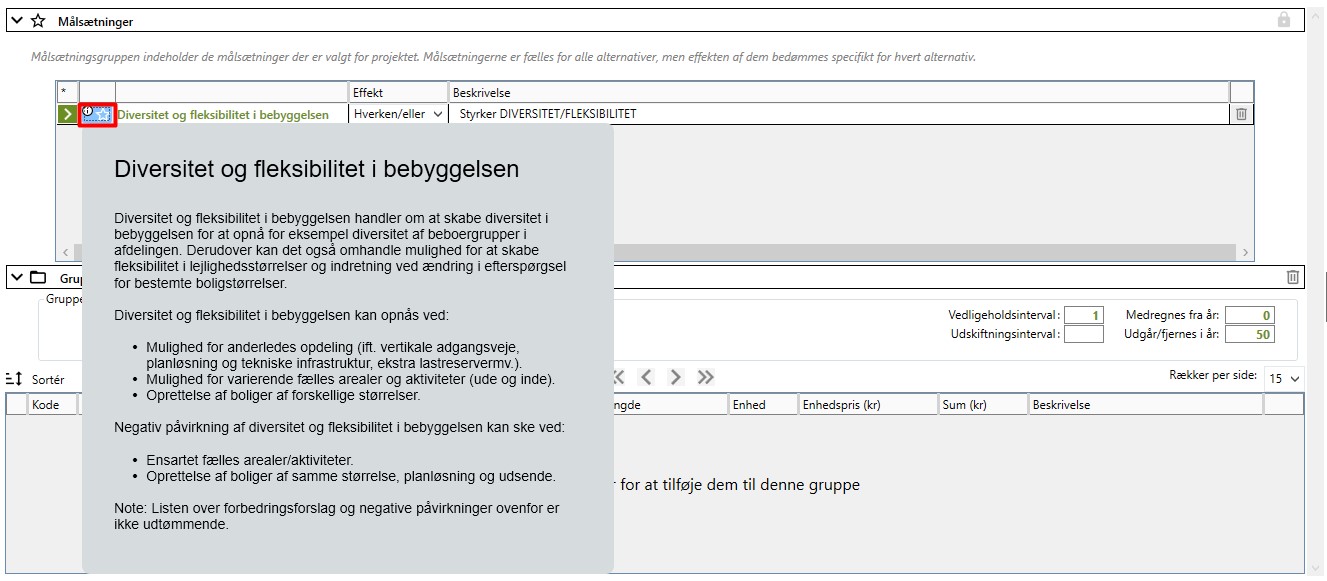 Målsætninger
Målsætningsgruppen indeholder de målsætninger der er valgt for projektet. Målsætningerne er fælles for alle alternativer, men effekten af dem bedømmes specifikt for hvert alternativ.
* Effekt Beskrivelse
Diversitet og fleksibilitet i bebyggelsen Hverken/eller Styrker DIVERSITET/FLEKSIBILITET
Diversitet og fleksibilitet i bebyggelsen
Diversitet og fleksibilitet i bebyggelsen handler om at skabe diversitet i
bebyggelsen for at opnå for eksempel diversitet af beboergrupper i
afdelingen. Derudover kan det også omhandle mulighed for at skabe
fleksibilitet i lejlighedsstørrelser og indretning ved ændring i efterspørgsel
for bestemte boligstørrelser.
Diversitet og fleksibilitet i bebyggelsen kan opnås ved:
• Mulighed for anderledes opdeling (ift. vertikale adgangsveje,
planløsning og tekniske infrastruktur, ekstra lastreservermv.).
• Mulighed for varierende fælles arealer og aktiviteter (ude og inde).
• Oprettelse af boliger af forskellige størrelser.
Negativ påvirkning af diversitet og fleksibilitet i bebyggelsen kan ske ved:
• Ensartet fælles arealer/aktiviteter.
• Oprettelse af boliger af samme størrelse, planløsning og udsende.
Note: Listen over forbedringsforslag og negative påvirkninger ovenfor er
ikke udtømmende.
Gru
Gruppe
Vedligeholdsinterval: 1 Medregnes fra år: 0
Udskiftningsinterval: Udgår/fjernes i år: 50
Sortér Rækker per side: 15
Kode ngde Enhed Enhedspris (kr) Sum (kr) Beskrivelse
for at tilføje dem til denne gruppe